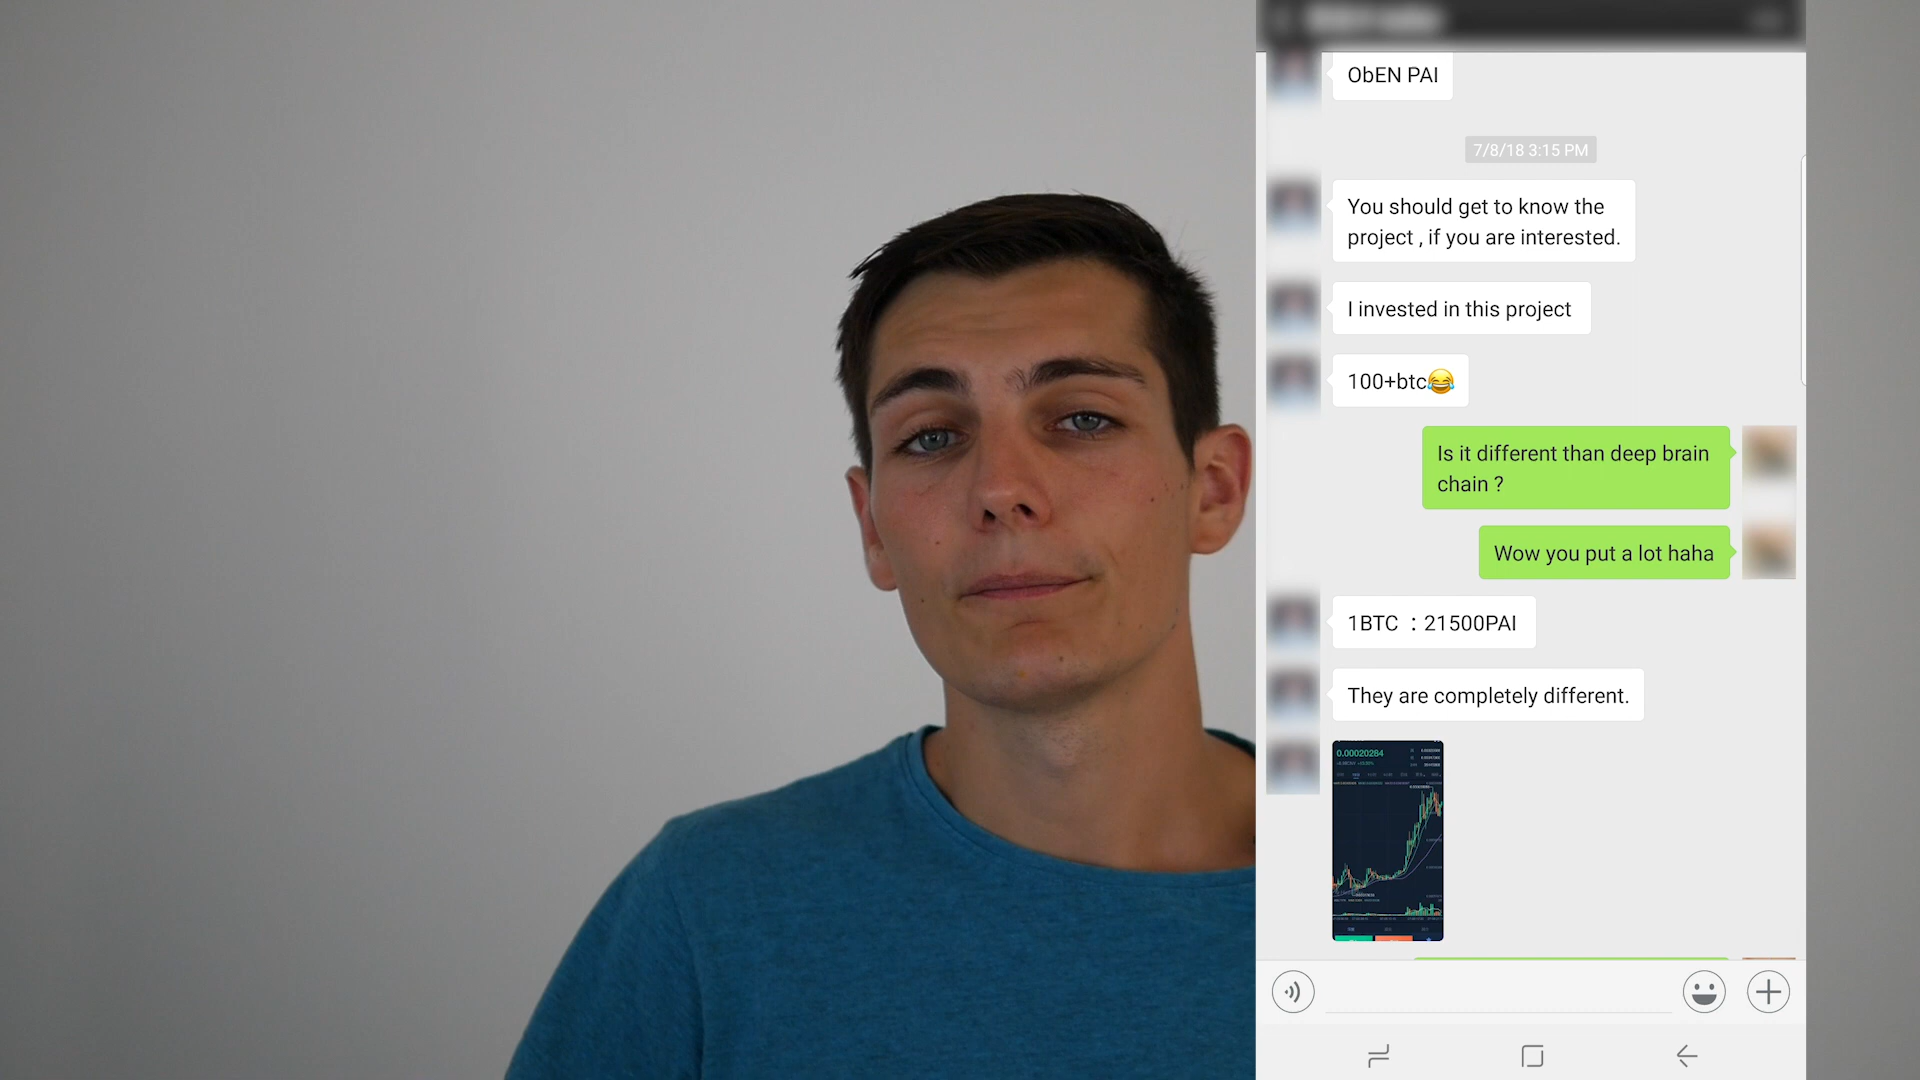 ObEN PAI
7/8/18 3:15 PM
You should get to know the
project , if you are interested.
I invested in this project
100+btc😂
Is it different than deep brain
chain ?
Wow you put a lot haha
1BTC ：21500PAI
They are completely different.
0.00020284